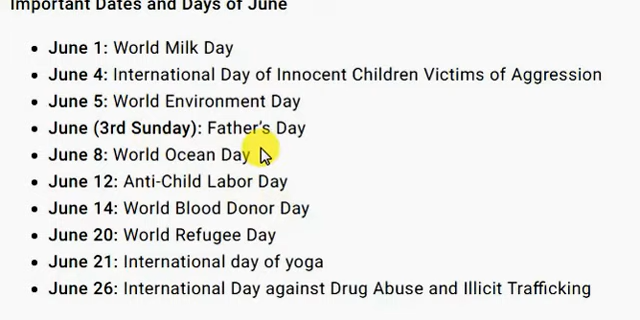 Important Dates and Days of June
• June 1: World Milk Day
• June 4: International Day of Innocent Children Victims of Aggression
• June 5: World Environment Day
• June (3rd Sunday): Father's Day
• June 8: World Ocean Day
• June 12: Anti-Child Labor Day
• June 14: World Blood Donor Day
• June 20: World Refugee Day
• June 21: International day of yoga
• June 26: International Day against Drug Abuse and Illicit Trafficking